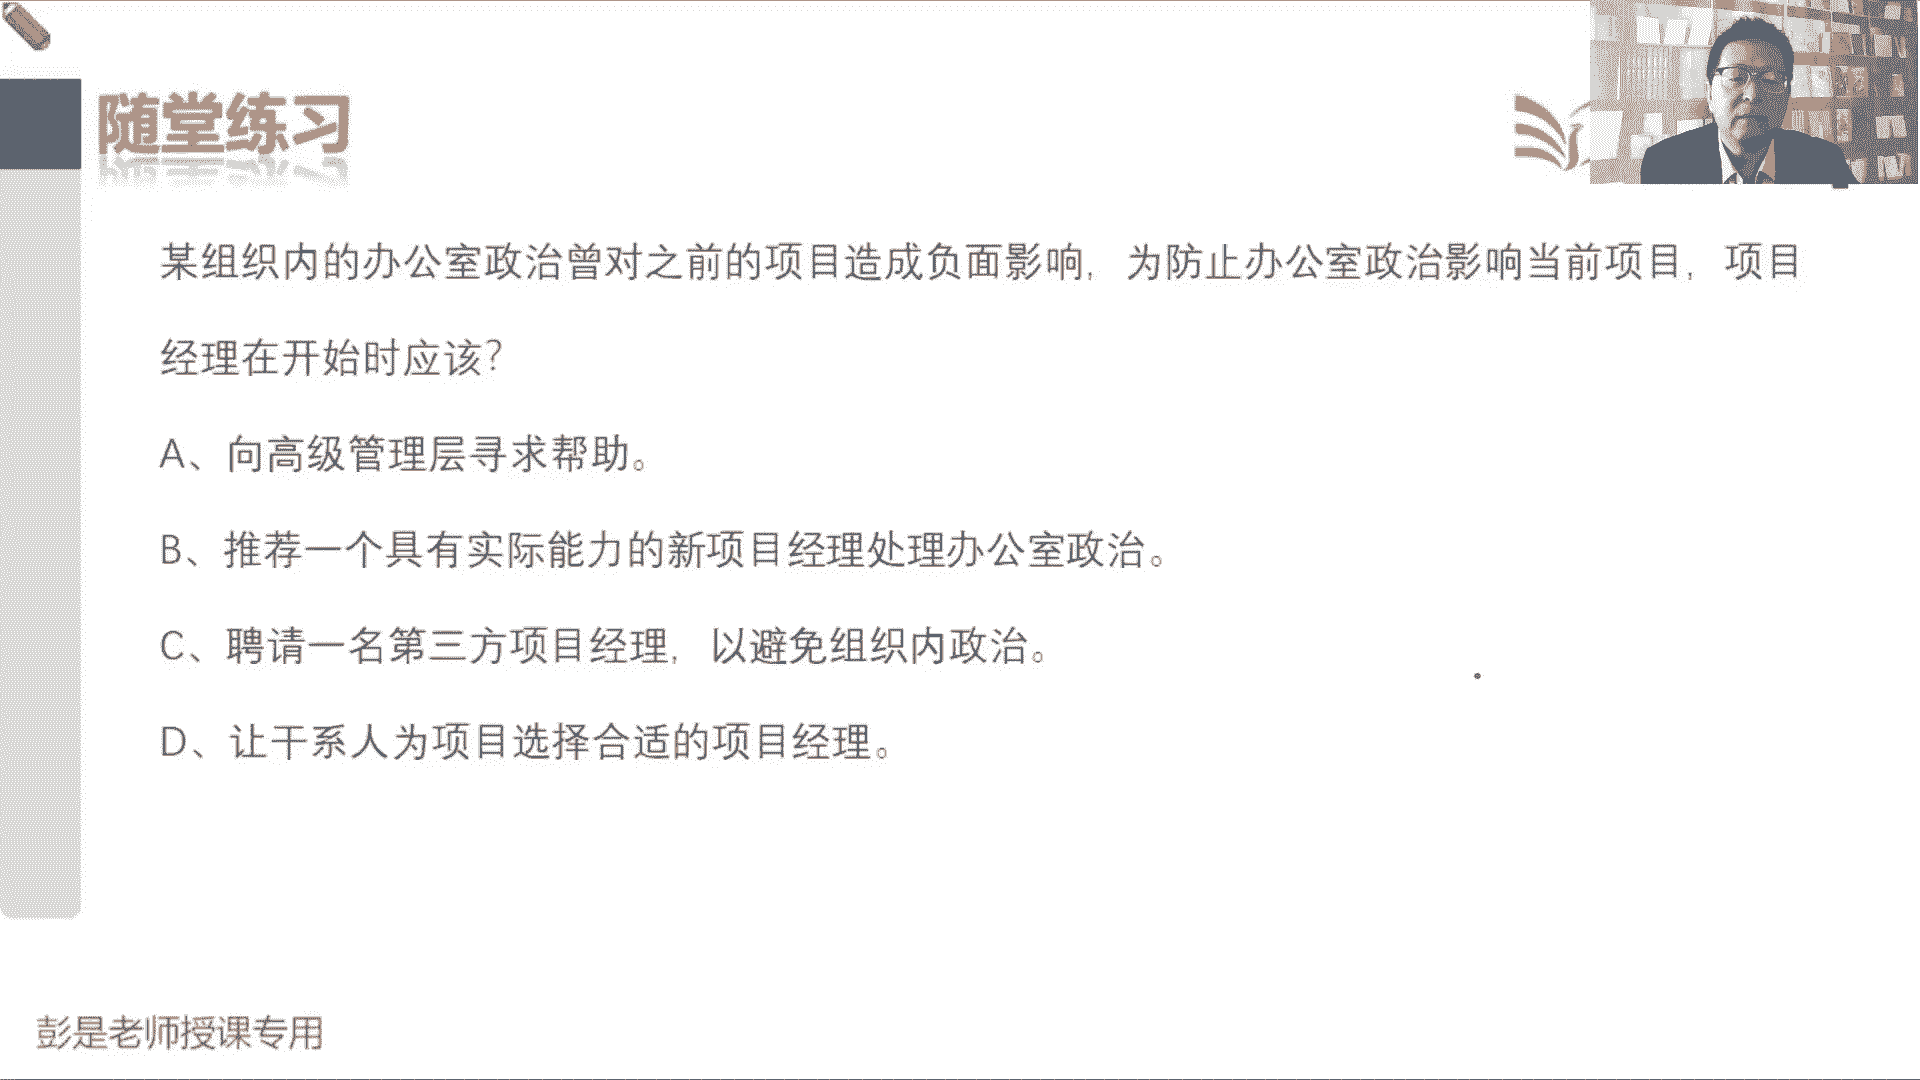 随堂练习
某组织内的办公室政治曾对之前的项目造成负面影响，为防止办公室政治影响当前项目，项目
经理在开始时应该？
A、向高级管理层寻求帮助。
B、推荐一个具有实际能力的新项目经理处理办公室政治。
C、聘请一名第三方项目经理，以避免组织内政治。
D、让干系人为项目选择合适的项目经理。
彭是老师授课专用